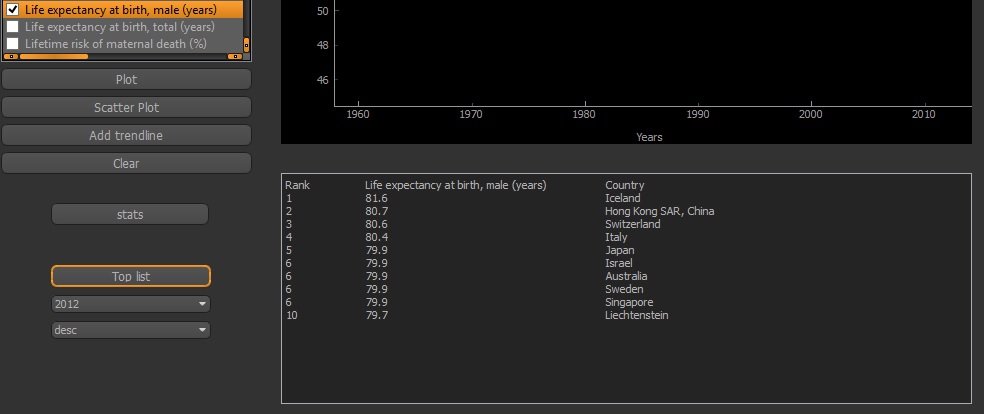 Life expectancy at birth, male (years)
Life expectancy at birth, total (years)
Lifetime risk of maternal death (%)
Plot
Scatter Plot
Add trendline
Clear
stats
Top list
2012
desc
50
48
46
1960 1970 1980 1990 2000 2010
Years
Rank Life expectancy at birth, male (years) Country
1 81.6 Iceland
2 80.7 Hong Kong SAR, China
3 80.6 Switzerland
4 80.4 Italy
5 79.9 Japan
6 79.9 Israel
6 79.9 Australia
6 79.9 Sweden
6 79.9 Singapore
10 79.7 Liechtenstein